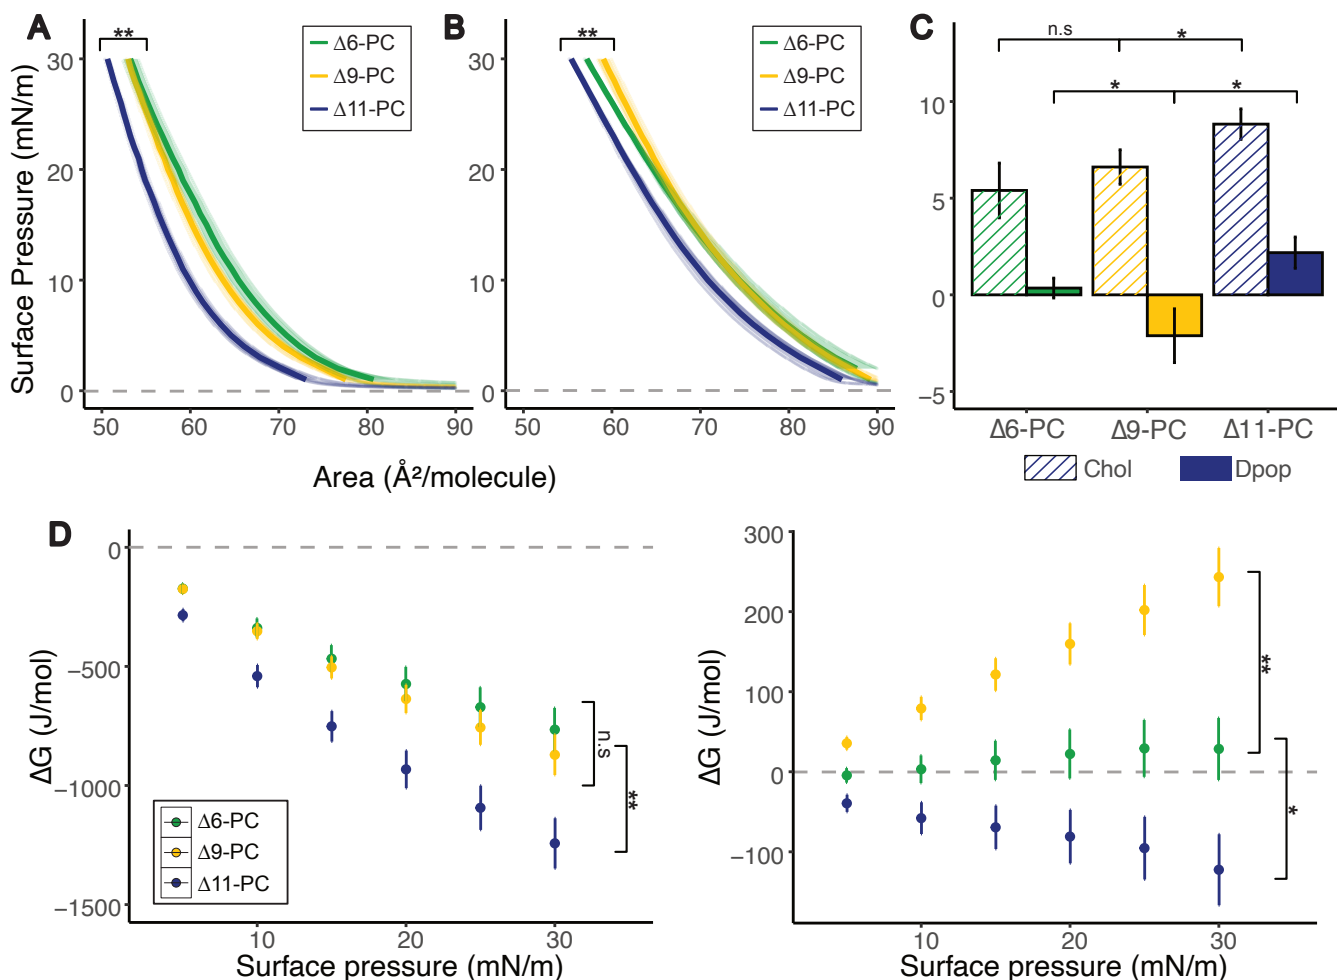 A
**
Δ6-PC
Δ9-PC
Δ11-PC
30
20
10
0
50
60
70
80
90
Surface Pressure (mN/m)
B
**
Δ6-PC
Δ9-PC
Δ11-PC
30
20
10
0
50
60
70
80
90
Area (Å²/molecule)
C
n.s
*
*
*
10
5
0
−5
Δ6-PC
Δ9-PC
Δ11-PC
Chol
Dpop
D
0
−500
−1000
−1500
ΔG (J/mol)
n.s
**
Δ6-PC
Δ9-PC
Δ11-PC
10
20
30
Surface pressure (mN/m)
300
200
100
0
−100
ΔG (J/mol)
**
*
10
20
30
Surface pressure (mN/m)